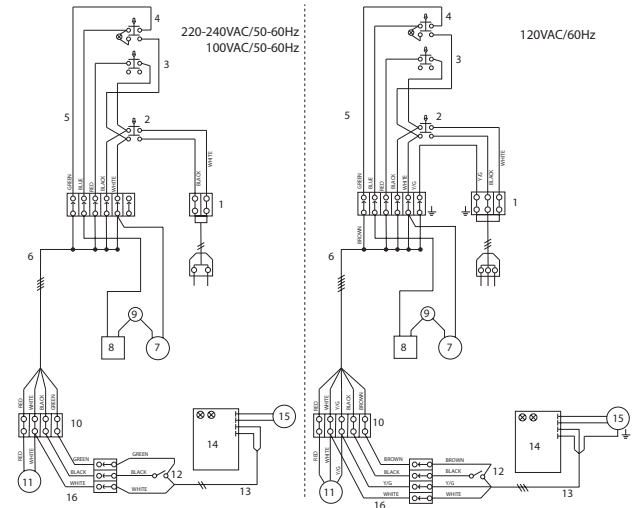 220-240VAC/50-60Hz
100VAC/50-60Hz
4
3
5
2
GREEN
BLUE
RED
BLACK
WHITE
BLACK
WHITE
1
6
9
8
7
RED
WHITE
BLACK
GREEN
10
RED
WHITE
11
GREEN
BLACK
WHITE
GREEN
BLACK
WHITE
12
16
13
14
15
120VAC/60Hz
4
3
5
2
GREEN
BLUE
RED
BLACK
WHITE
Y/G
Y/G
BLACK
WHITE
1
BROWN
6
9
8
7
RED
WHITE
Y/G
BLACK
BROWN
10
RED
WHITE
Y/G
11
BROWN
BLACK
Y/G
WHITE
BROWN
BLACK
Y/G
WHITE
12
16
13
14
15